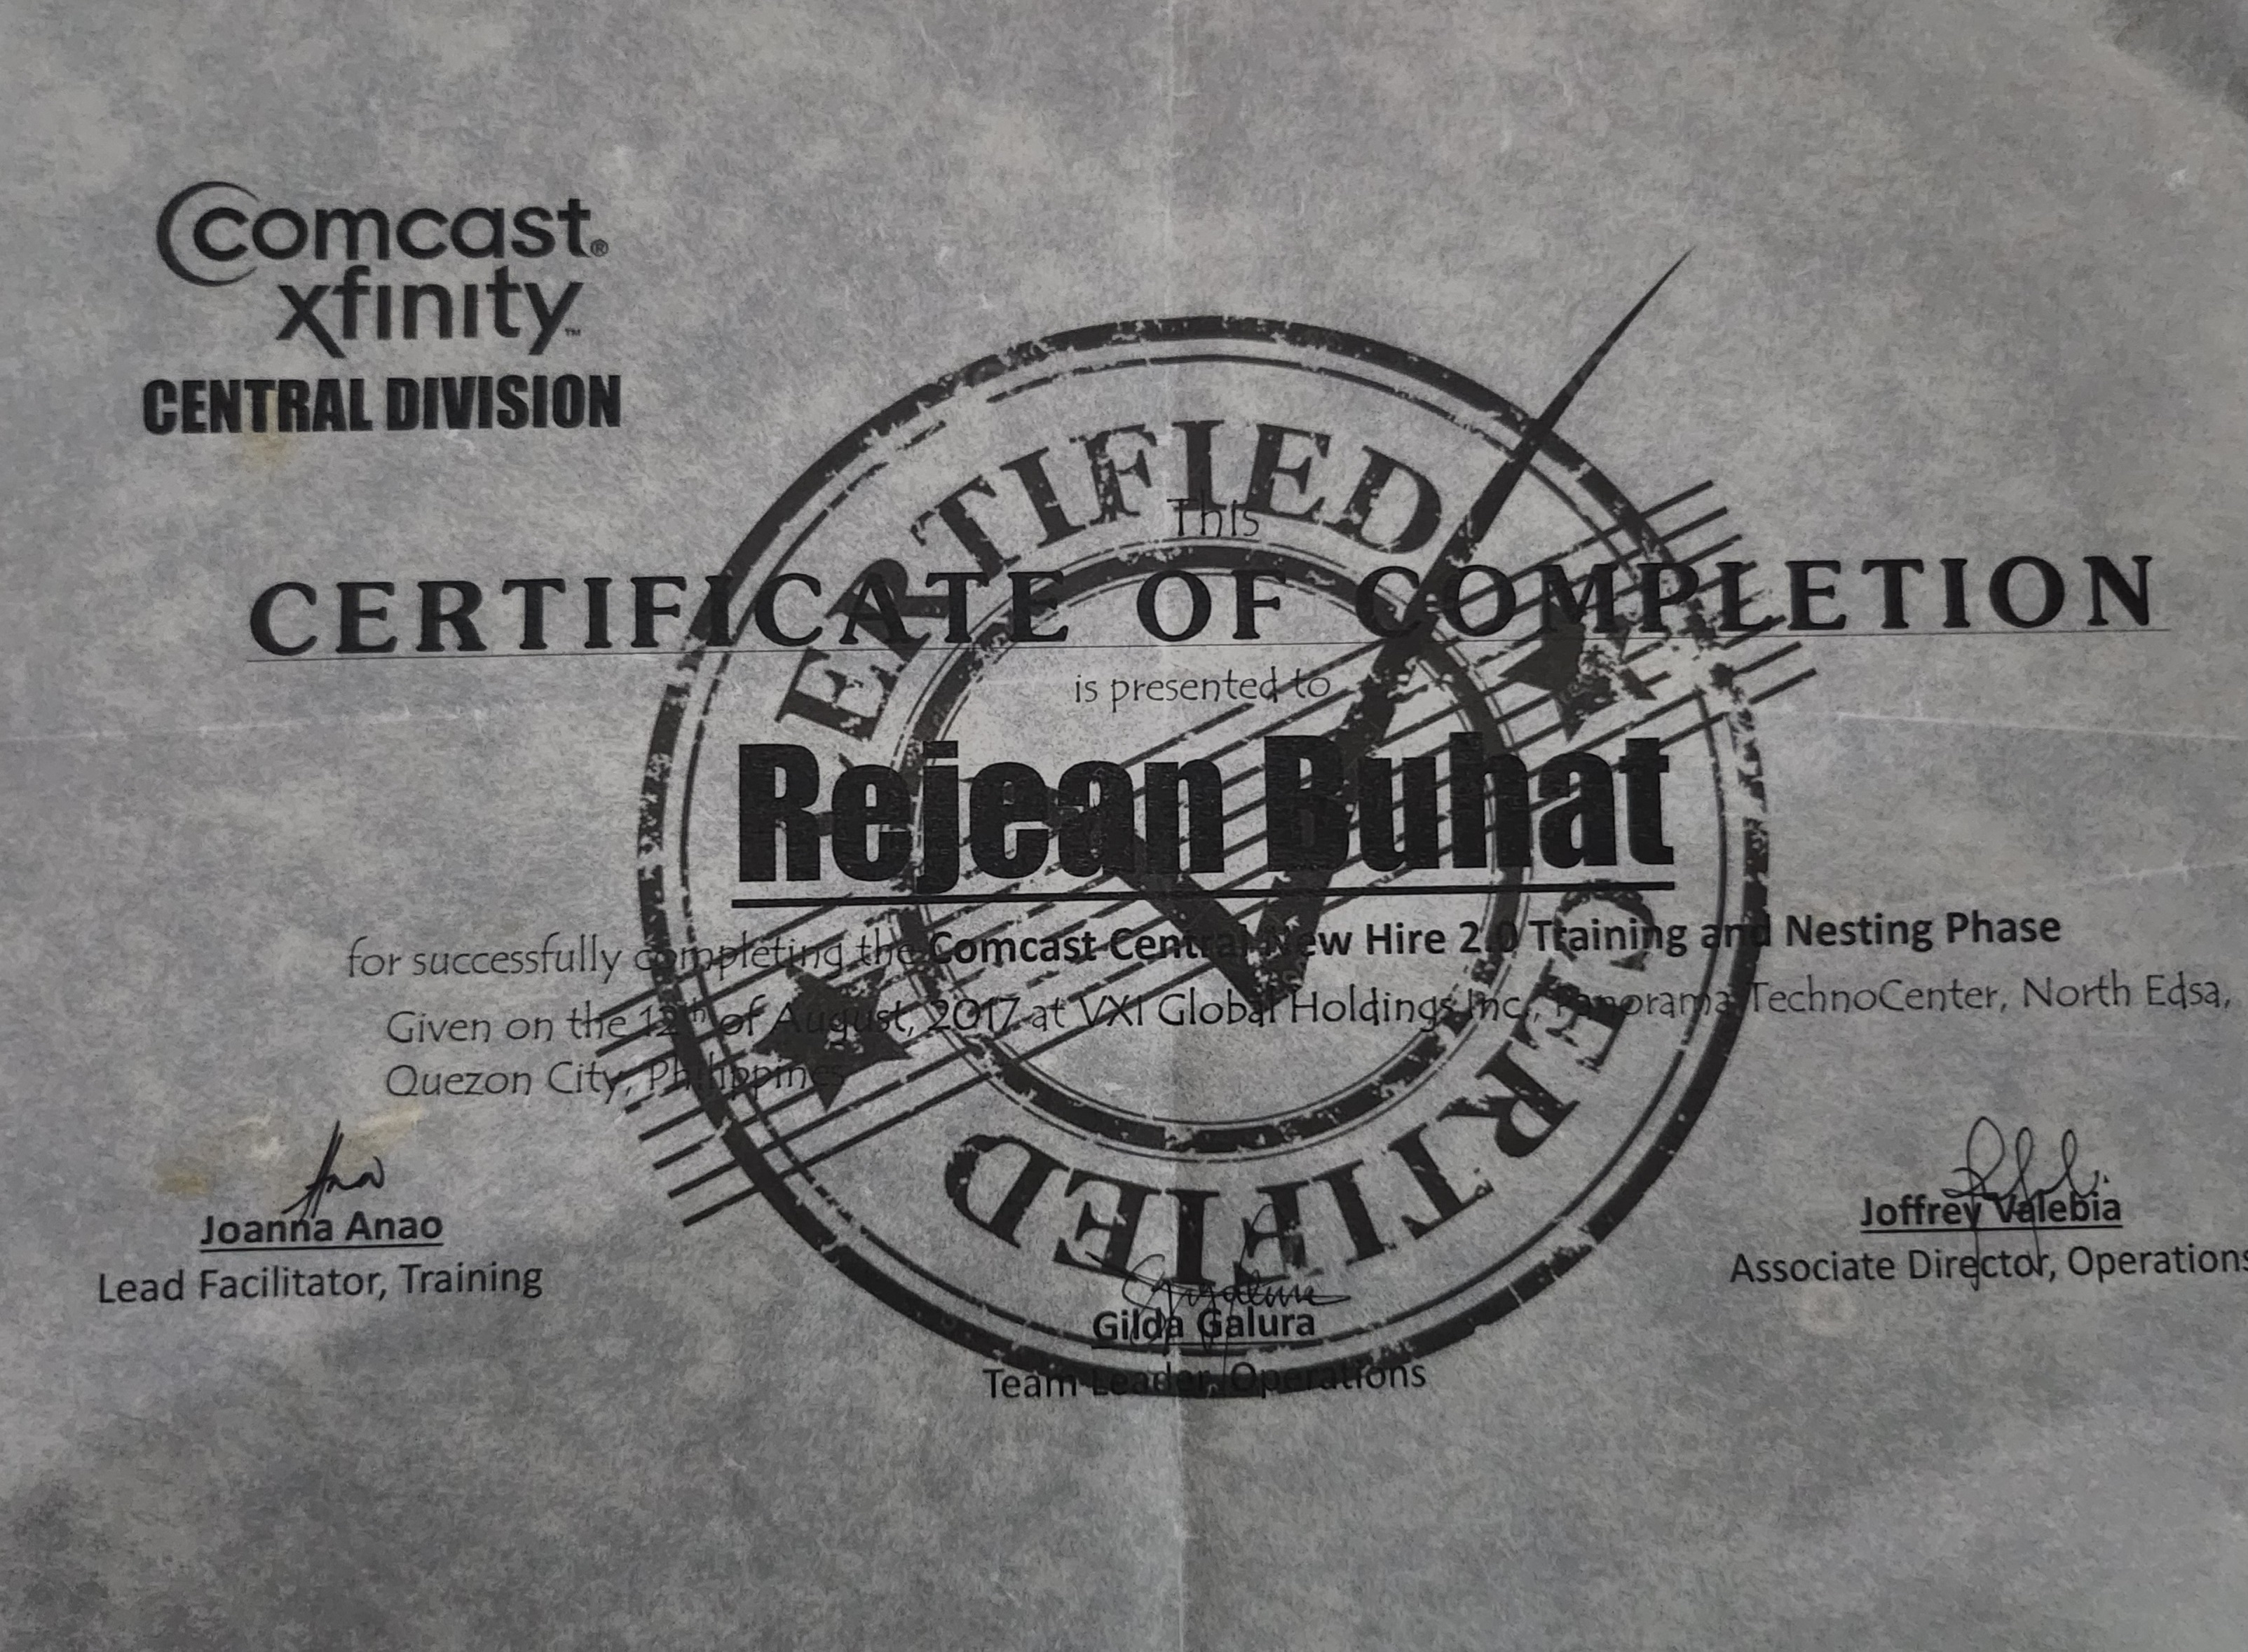 comcast®
xfinity™
CENTRAL DIVISION
CERTIFIED
This
CERTIFICATE OF COMPLETION
is presented to
Rejean Buhat
for successfully completing the Comcast Central New Hire 2.0 Training and Nesting Phase
Given on the 12th of August, 2017 at VXI Global Holdings Inc., Panorama TechnoCenter, North Edsa,
Quezon City, Philippines
CERTIFIED
Joanna Anao
Lead Facilitator, Training
Joffrey Valebia
Associate Director, Operations
Gilda Galura
Team Leader, Operations